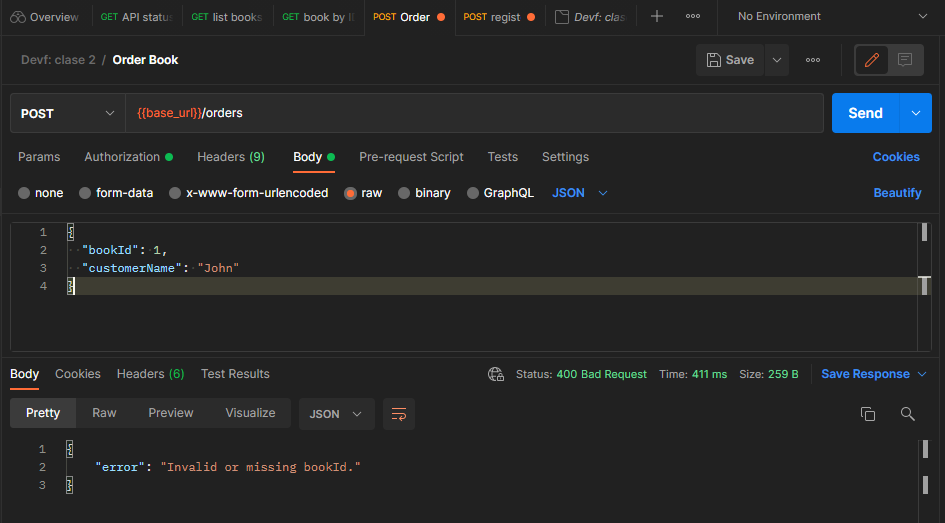 Overview GET API statu GET list books GET book by I POST Order POST regist Devf: clas No Environment
Devf: clase 2 / Order Book Save
POST {{base_url}}/orders Send
Params Authorization Headers (9) Body Pre-request Script Tests Settings Cookies
none form-data x-www-form-urlencoded raw binary GraphQL JSON Beautify
1 {
2 "bookId": 1,
3 "customerName": "John"
4 }
Body Cookies Headers (6) Test Results Status: 400 Bad Request Time: 411 ms Size: 259 B Save Response
Pretty Raw Preview Visualize JSON
1 {
2 "error": "Invalid or missing bookId."
3 }